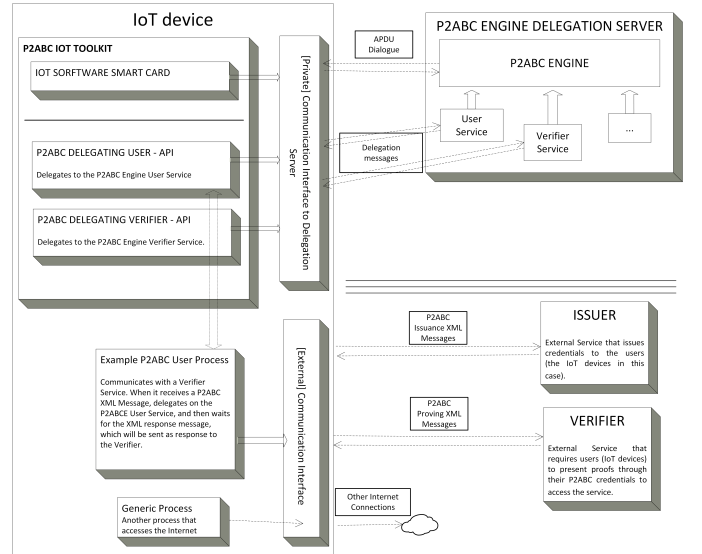 IoT device
P2ABC IOT TOOLKIT
IOT SORFTWARE SMART CARD
P2ABC DELEGATING USER - API
Delegates to the P2ABC Engine User Service
P2ABC DELEGATING VERIFIER - API
Delegates to the P2ABC Engine Verifier Service.
[Private] Communication Interface to Delegation
Server
APDU
Dialogue
Delegation
messages
P2ABC ENGINE DELEGATION SERVER
P2ABC ENGINE
User
Service
Verifier
Service
...
Example P2ABC User Process
Communicates with a Verifier
Service. When it receives a P2ABC
XML Message, delegates on the
P2ABCE User Service, and then waits
for the XML response message,
which will be sent as response to
the Verifier.
Generic Process
Another process that
accesses the Internet
[External] Communication Interface
P2ABC
Issuance XML
Messages
P2ABC
Proving XML
Messages
Other Internet
Connections
ISSUER
External Service that issues
credentials to the users
(the IoT devices in this
case).
VERIFIER
External Service that
requires users (IoT devices)
to present proofs through
their P2ABC credentials to
access the service.